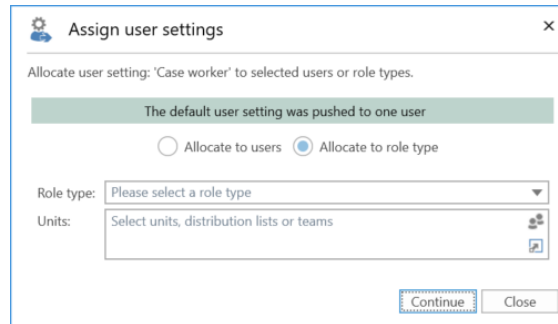 Assign user settings
Allocate user setting: 'Case worker' to selected users or role types.
The default user setting was pushed to one user
Allocate to users Allocate to role type
Role type: Please select a role type
Units: Select units, distribution lists or teams
Continue Close